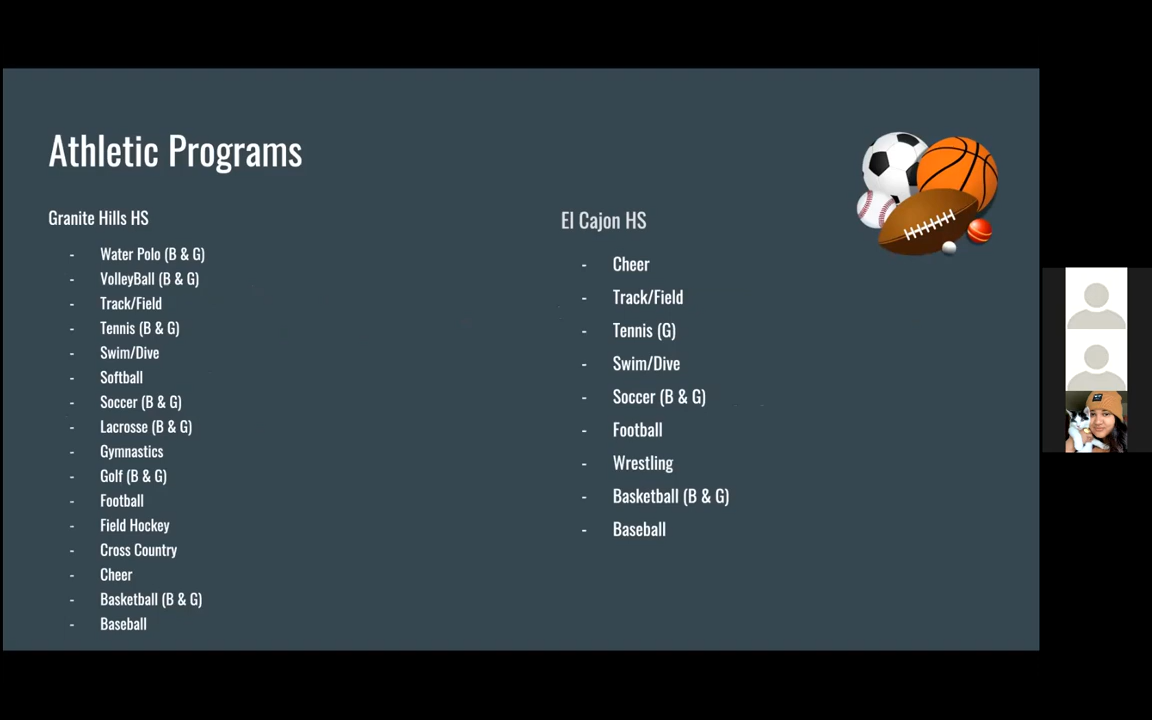 Athletic Programs
Granite Hills HS
- Water Polo (B & G)
- VolleyBall (B & G)
- Track/Field
- Tennis (B & G)
- Swim/Dive
- Softball
- Soccer (B & G)
- Lacrosse (B & G)
- Gymnastics
- Golf (B & G)
- Football
- Field Hockey
- Cross Country
- Cheer
- Basketball (B & G)
- Baseball
El Cajon HS
- Cheer
- Track/Field
- Tennis (G)
- Swim/Dive
- Soccer (B & G)
- Football
- Wrestling
- Basketball (B & G)
- Baseball